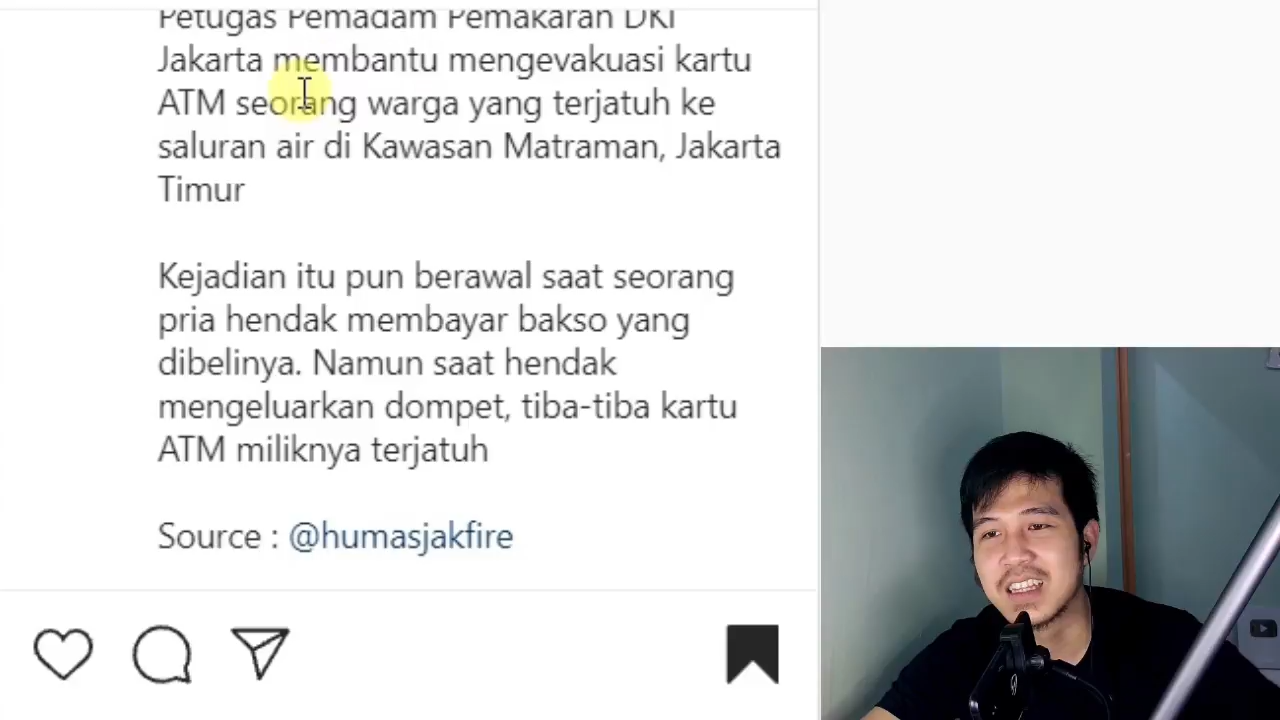 Petugas Pemadam Pemakaran DKI
Jakarta membantu mengevakuasi kartu
ATM seorang warga yang terjatuh ke
saluran air di Kawasan Matraman, Jakarta
Timur
Kejadian itu pun berawal saat seorang
pria hendak membayar bakso yang
dibelinya. Namun saat hendak
mengeluarkan dompet, tiba-tiba kartu
ATM miliknya terjatuh
Source : @humasjakfire